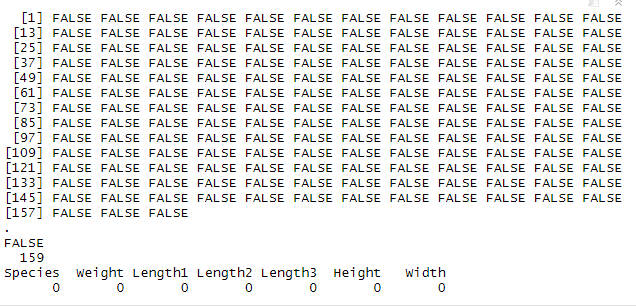 [1] FALSE FALSE FALSE FALSE FALSE FALSE FALSE FALSE FALSE FALSE FALSE FALSE
[13] FALSE FALSE FALSE FALSE FALSE FALSE FALSE FALSE FALSE FALSE FALSE FALSE
[25] FALSE FALSE FALSE FALSE FALSE FALSE FALSE FALSE FALSE FALSE FALSE FALSE
[37] FALSE FALSE FALSE FALSE FALSE FALSE FALSE FALSE FALSE FALSE FALSE FALSE
[49] FALSE FALSE FALSE FALSE FALSE FALSE FALSE FALSE FALSE FALSE FALSE FALSE
[61] FALSE FALSE FALSE FALSE FALSE FALSE FALSE FALSE FALSE FALSE FALSE FALSE
[73] FALSE FALSE FALSE FALSE FALSE FALSE FALSE FALSE FALSE FALSE FALSE FALSE
[85] FALSE FALSE FALSE FALSE FALSE FALSE FALSE FALSE FALSE FALSE FALSE FALSE
[97] FALSE FALSE FALSE FALSE FALSE FALSE FALSE FALSE FALSE FALSE FALSE FALSE
[109] FALSE FALSE FALSE FALSE FALSE FALSE FALSE FALSE FALSE FALSE FALSE FALSE
[121] FALSE FALSE FALSE FALSE FALSE FALSE FALSE FALSE FALSE FALSE FALSE FALSE
[133] FALSE FALSE FALSE FALSE FALSE FALSE FALSE FALSE FALSE FALSE FALSE FALSE
[145] FALSE FALSE FALSE FALSE FALSE FALSE FALSE FALSE FALSE FALSE FALSE FALSE
[157] FALSE FALSE FALSE
.
FALSE
159
Species Weight Length1 Length2 Length3 Height Width
0 0 0 0 0 0 0